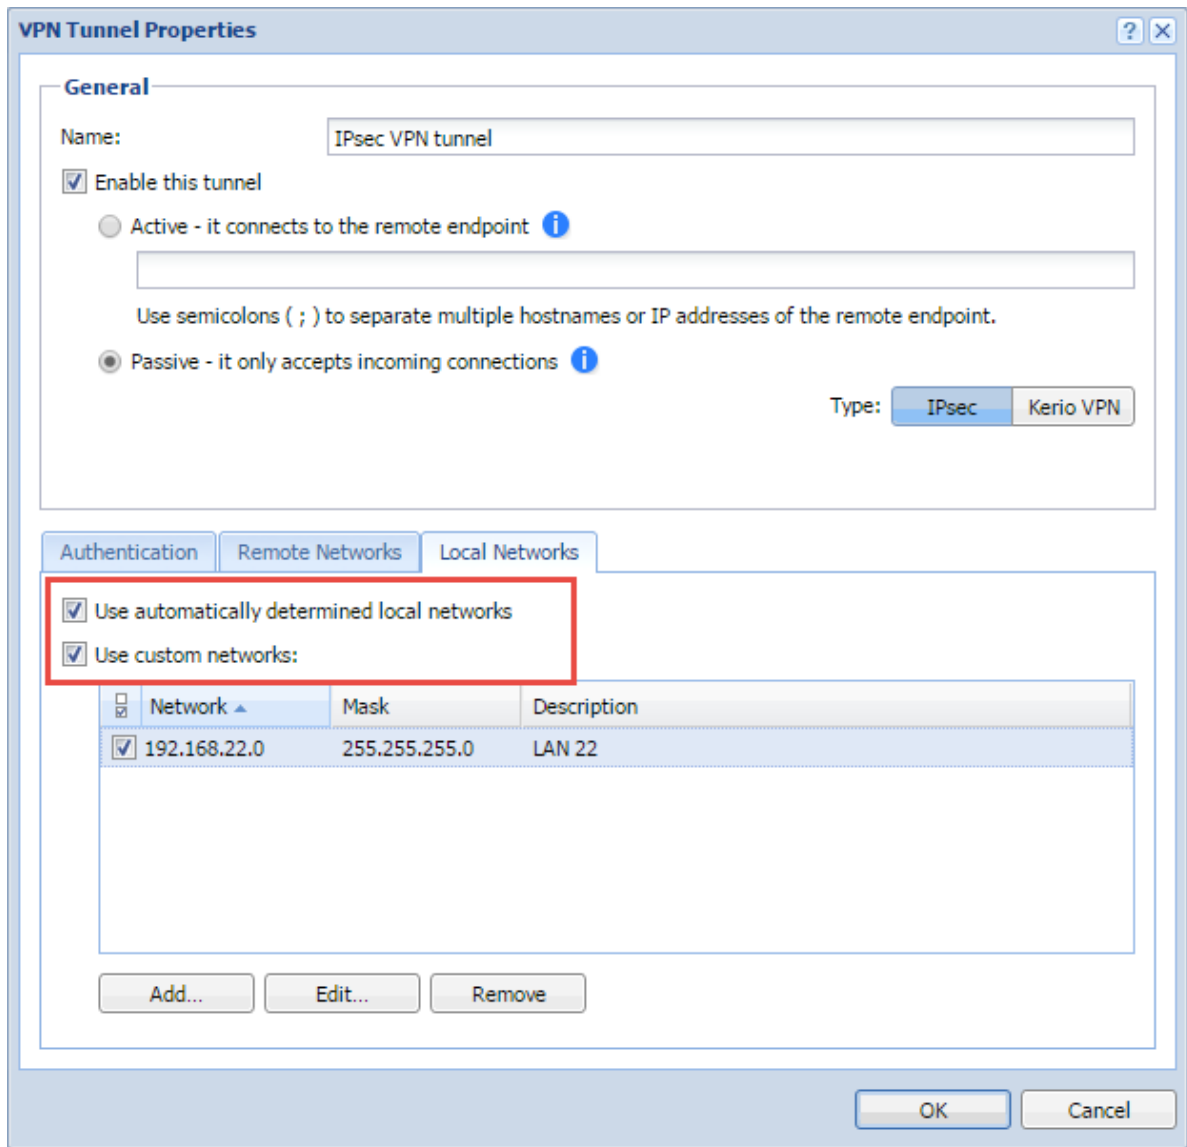 VPN Tunnel Properties ?
General
Name: IPsec VPN tunnel
Enable this tunnel
Active - it connects to the remote endpoint i
Use semicolons ( ; ) to separate multiple hostnames or IP addresses of the remote endpoint.
Passive - it only accepts incoming connections i
Type: IPsec Kerio VPN
Authentication Remote Networks Local Networks
Use automatically determined local networks
Use custom networks:
Network Mask Description
192.168.22.0 255.255.255.0 LAN 22
Add... Edit... Remove
OK Cancel